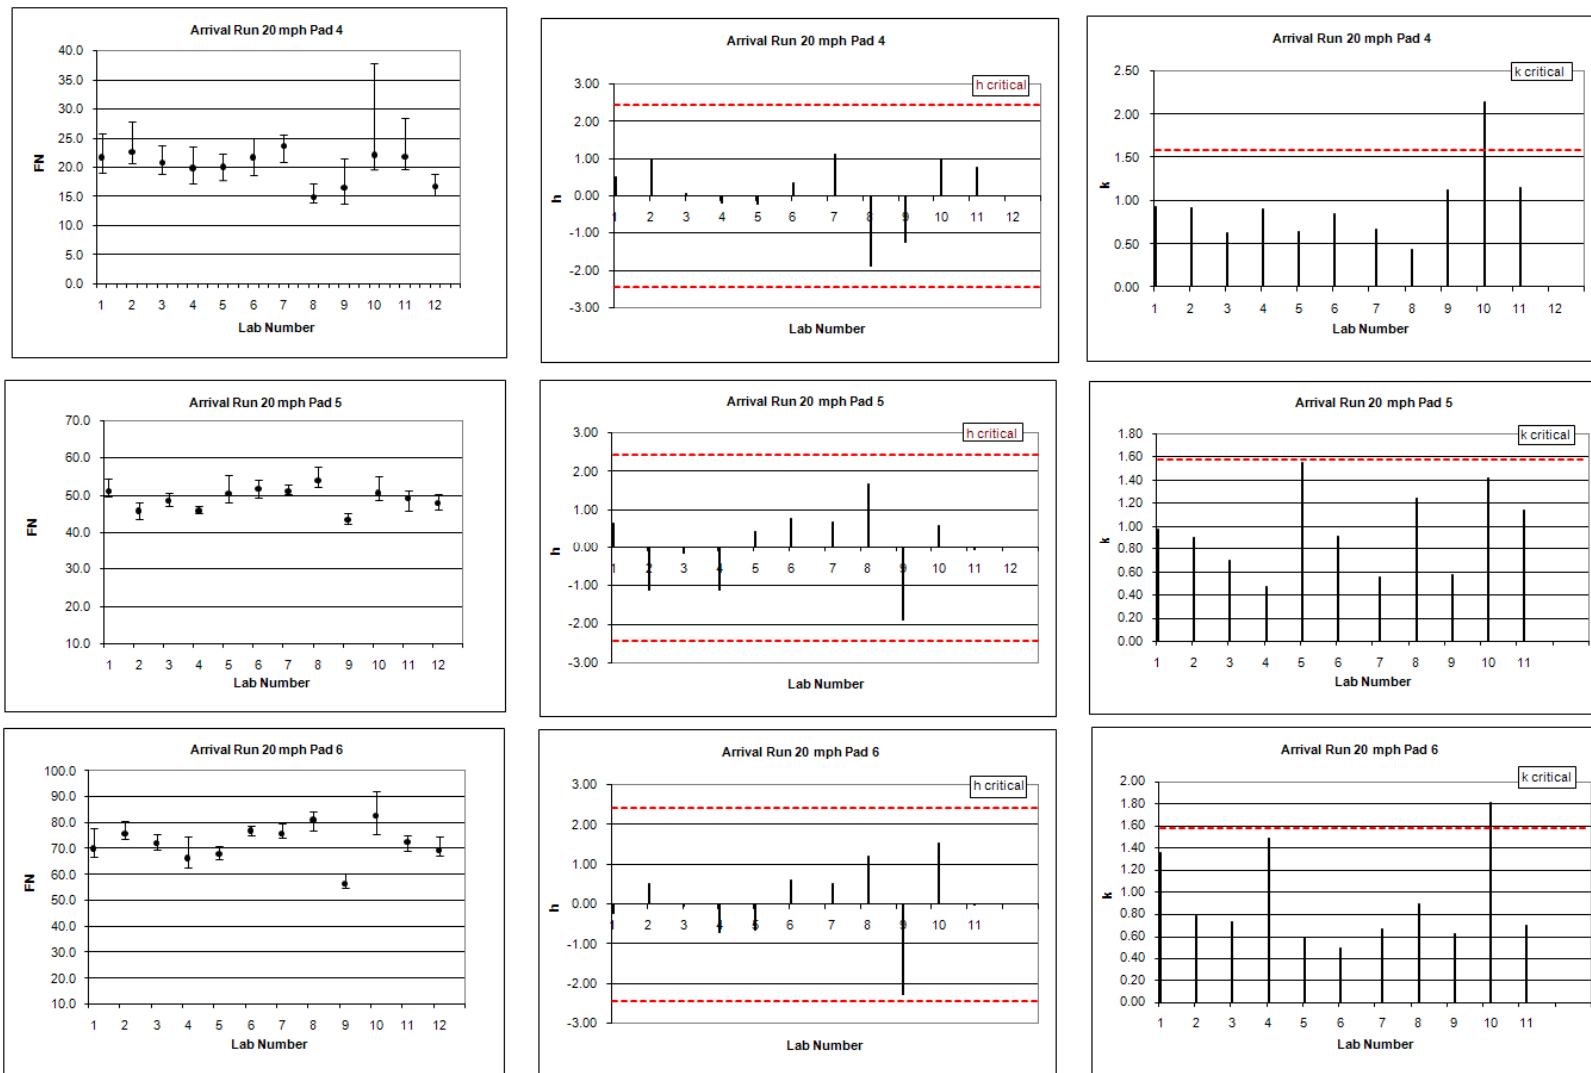 Arrival Run 20 mph Pad 4
40.0
35.0
30.0
25.0
20.0
15.0
10.0
5.0
0.0
FN
1 2 3 4 5 6 7 8 9 10 11 12
Lab Number
Arrival Run 20 mph Pad 4
h critical
3.00
2.00
1.00
0.00
-1.00
-2.00
-3.00
h
1 2 3 4 5 6 7 8 9 10 11 12
Lab Number
Arrival Run 20 mph Pad 4
k critical
2.50
2.00
1.50
1.00
0.50
0.00
k
1 2 3 4 5 6 7 8 9 10 11 12
Lab Number
Arrival Run 20 mph Pad 5
70.0
60.0
50.0
40.0
30.0
20.0
10.0
FN
1 2 3 4 5 6 7 8 9 10 11 12
Lab Number
Arrival Run 20 mph Pad 5
h critical
3.00
2.00
1.00
0.00
-1.00
-2.00
-3.00
h
1 2 3 4 5 6 7 8 9 10 11 12
Lab Number
Arrival Run 20 mph Pad 5
k critical
1.80
1.60
1.40
1.20
1.00
0.80
0.60
0.40
0.20
0.00
k
1 2 3 4 5 6 7 8 9 10 11
Lab Number
Arrival Run 20 mph Pad 6
100.0
90.0
80.0
70.0
60.0
50.0
40.0
30.0
20.0
10.0
FN
1 2 3 4 5 6 7 8 9 10 11 12
Lab Number
Arrival Run 20 mph Pad 6
h critical
3.00
2.00
1.00
0.00
-1.00
-2.00
-3.00
h
1 2 3 4 5 6 7 8 9 10 11
Lab Number
Arrival Run 20 mph Pad 6
k critical
2.00
1.80
1.60
1.40
1.20
1.00
0.80
0.60
0.40
0.20
0.00
k
1 2 3 4 5 6 7 8 9 10 11
Lab Number